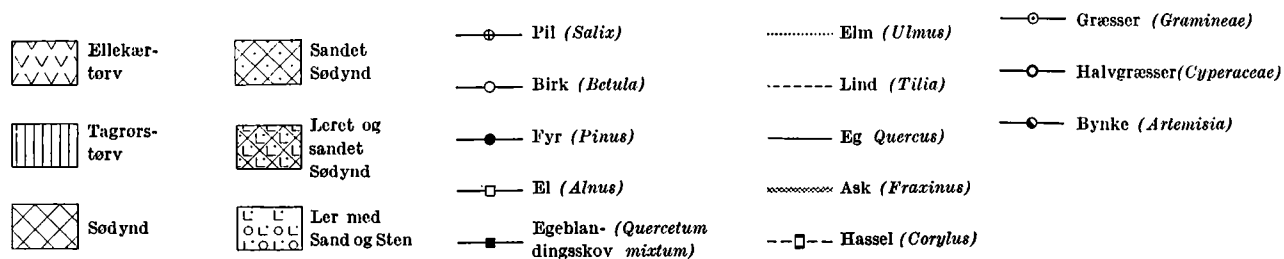 Ellekær-
tørv
Tagrørs-
tørv
Sødynd
Sandet
Sødynd
Leret og
sandet
Sødynd
Ler med
Sand og Sten
Pil (Salix)
Birk (Betula)
Fyr (Pinus)
El (Alnus)
Egeblan- (Quercetum
dingsskov mixtum)
Elm (Ulmus)
Lind (Tilia)
Eg Quercus)
Ask (Fraxinus)
Hassel (Corylus)
Græsser (Gramineae)
Halvgræsser (Cyperaceae)
Bynke (Artemisia)